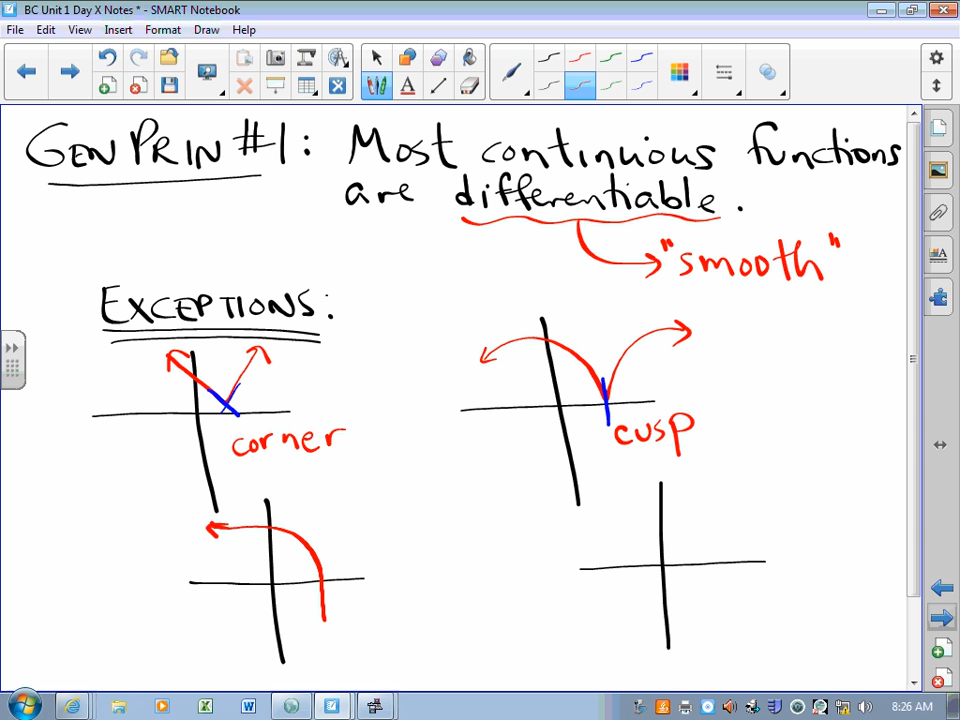 BC Unit 1 Day X Notes * - SMART Notebook
File Edit View Insert Format Draw Help
GEN PRIN #1: Most continuous functions
are differentiable.
"smooth"
EXCEPTIONS:
corner
cusp
8:26 AM